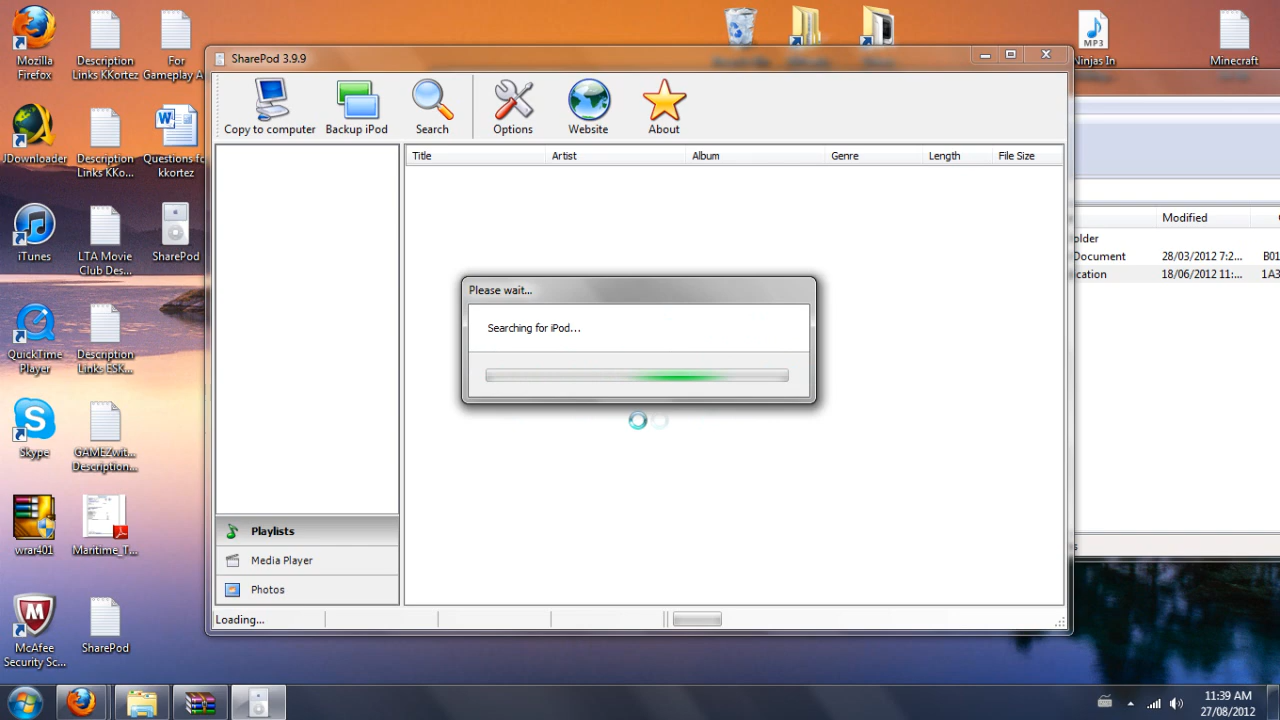 Mozilla
Firefox
Description
Links KKortez
For
Gameplay A
MP3
Ninjas In
Minecraft
SharePod 3.9.9
Copy to computer
Backup iPod
Search
Options
Website
About
JDownloader
Description
Links KKo...
Questions fo
kkortez
Title
Artist
Album
Genre
Length
File Size
iTunes
LTA Movie
Club Des...
SharePod
Modified
older
Document
28/03/2012 7:2...
B01
cation
18/06/2012 11:...
1A3
Please wait...
Searching for iPod...
QuickTime
Player
Description
Links ESK...
Skype
GAMEZwit...
Description...
wrar401
Maritime_T...
Playlists
Media Player
Photos
Loading...
McAfee
Security Sc...
SharePod
11:39 AM
27/08/2012